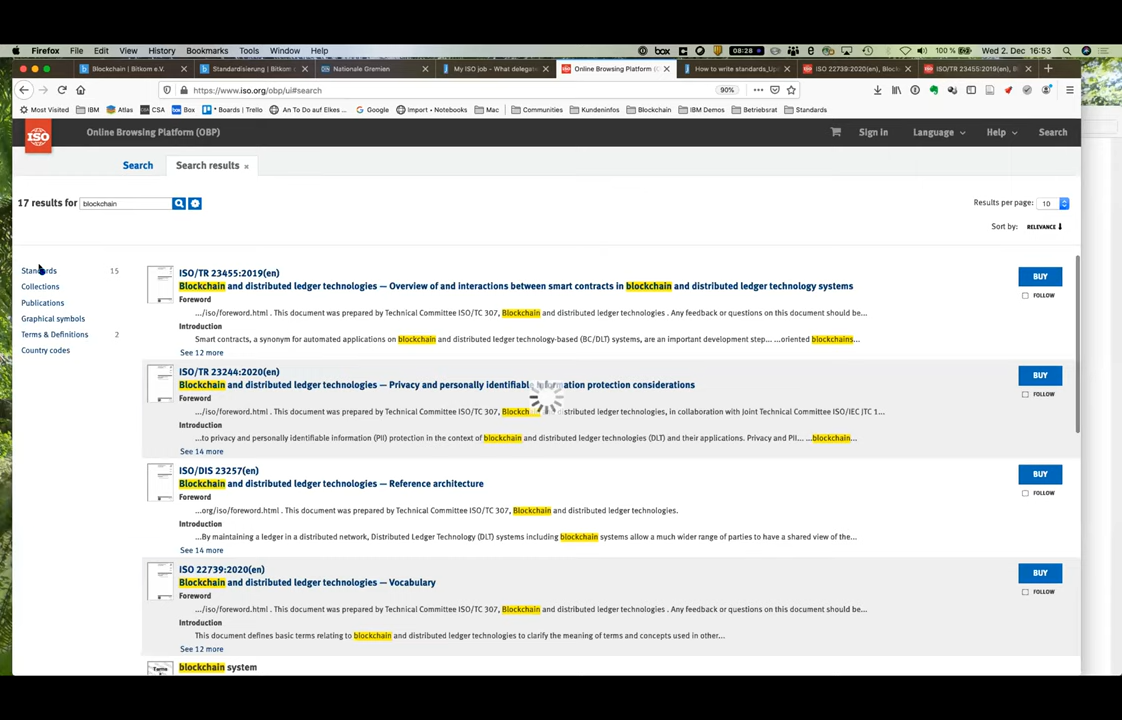 Firefox File Edit View History Bookmarks Tools Window Help box 08:28 100 % Wed 2. Dec 16:53
Blockchain | Bitkom e.V. Standardisierung | Bitkom Nationale Gremien My ISO job - What delegat Online Browsing Platform (O How to write standards_Up ISO 22739:2020(en), Block ISO/TR 23455:2019(en), B
https://www.iso.org/obp/ui#search 90%
Most Visited IBM Atlas CSA Box * Boards | Trello An To Do auf Elkes Google Import • Notebooks Mac Communities Kundeninfos Blockchain IBM Demos Betriebsrat Standards
ISO Online Browsing Platform (OBP) Sign in Language Help Search
Search Search results
17 results for blockchain Results per page: 10
Sort by: RELEVANCE
Standards 15
Collections
Publications
Graphical symbols
Terms & Definitions 2
Country codes
ISO/TR 23455:2019(en) BUY
Blockchain and distributed ledger technologies — Overview of and interactions between smart contracts in blockchain and distributed ledger technology systems
Foreword FOLLOW
.../iso/foreword.html . This document was prepared by Technical Committee ISO/TC 307, Blockchain and distributed ledger technologies . Any feedback or questions on this document should be...
Introduction
Smart contracts, a synonym for automated applications on blockchain and distributed ledger technology-based (BC/DLT) systems, are an important development step... ...oriented blockchains...
See 12 more
ISO/TR 23244:2020(en) BUY
Blockchain and distributed ledger technologies — Privacy and personally identifiable information protection considerations
Foreword FOLLOW
.../iso/foreword.html . This document was prepared by Technical Committee ISO/TC 307, Blockch distributed ledger technologies, in collaboration with Joint Technical Committee ISO/IEC JTC 1...
Introduction
...to privacy and personally identifiable information (PII) protection in the context of blockchain and distributed ledger technologies (DLT) and their applications. Privacy and PII... ...blockchain...
See 14 more
ISO/DIS 23257(en) BUY
Blockchain and distributed ledger technologies — Reference architecture
Foreword FOLLOW
...org/iso/foreword.html . This document was prepared by Technical Committee ISO/TC 307, Blockchain and distributed ledger technologies.
Introduction
...By maintaining a ledger in a distributed network, Distributed Ledger Technology (DLT) systems including blockchain systems allow a much wider range of parties to have a shared view of the...
See 14 more
ISO 22739:2020(en) BUY
Blockchain and distributed ledger technologies — Vocabulary
Foreword FOLLOW
.../iso/foreword.html . This document was prepared by Technical Committee ISO/TC 307, Blockchain and distributed ledger technologies . Any feedback or questions on this document should be...
Introduction
This document defines basic terms relating to blockchain and distributed ledger technologies to clarify the meaning of terms and concepts used in other...
See 12 more
Terms blockchain system